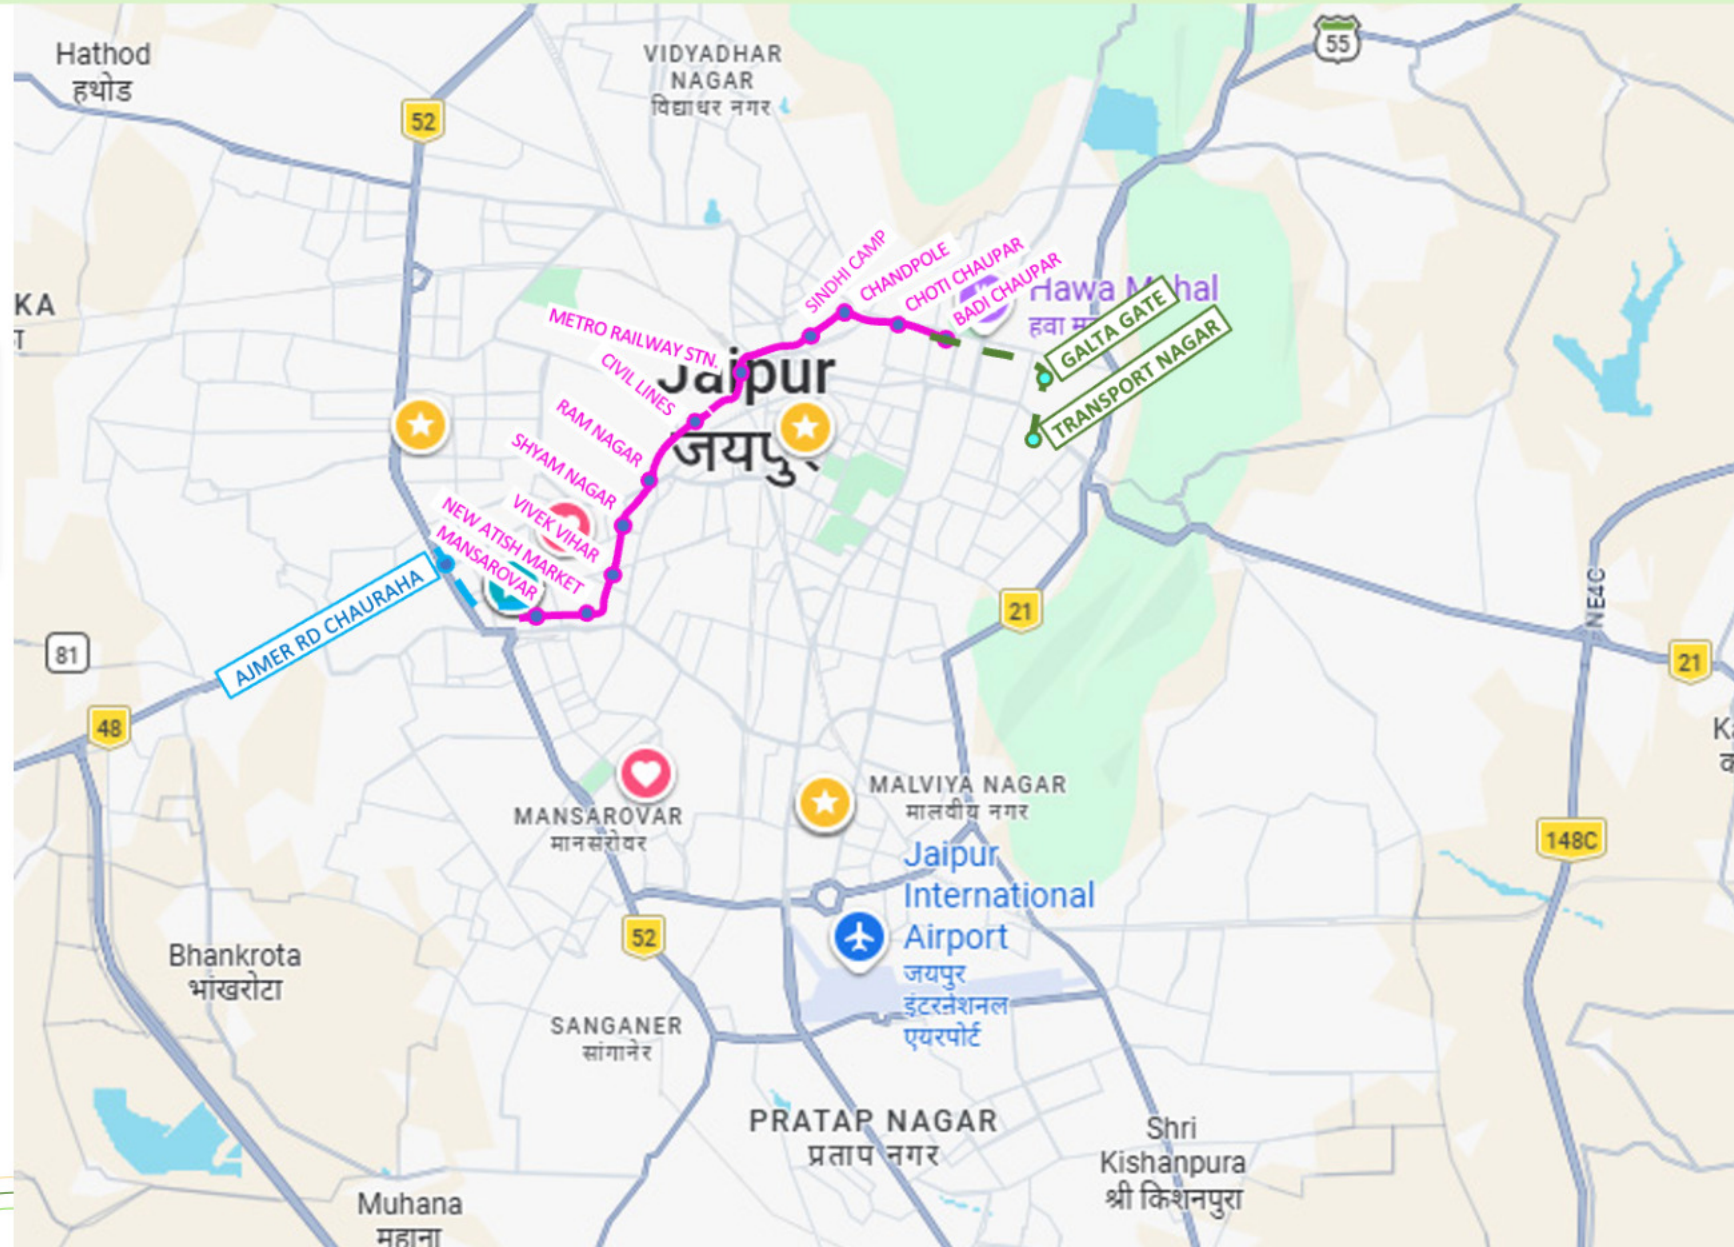 Hathod
हथोड
VIDYADHAR
NAGAR
विद्याधर नगर
55
52
KA
SINDHI CAMP
CHANDPOLE
CHOTI CHAUPAR
BADI CHAUPAR
Hawa M hal
हवा म
GALTA GATE
TRANSPORT NAGAR
METRO RAILWAY STN.
CIVIL LINES
RAM NAGAR
SHYAM NAGAR
VIVEK VIHAR
NEW ATISH MARKET
MANSAROVAR
Jaipur
जयपुर
AJMER RD CHAURAHA
81
48
21
NE4C
21
148C
MANSAROVAR
मानसरोवर
MALVIYA NAGAR
मालवीय नगर
Jaipur
International
Airport
जयपुर
इंटरनेशनल
एयरपोर्ट
52
Bhankrota
भांखरोटा
SANGANER
सांगानेर
PRATAP NAGAR
प्रताप नगर
Shri
Kishanpura
श्री किशनपुरा
Muhana
मुहाना